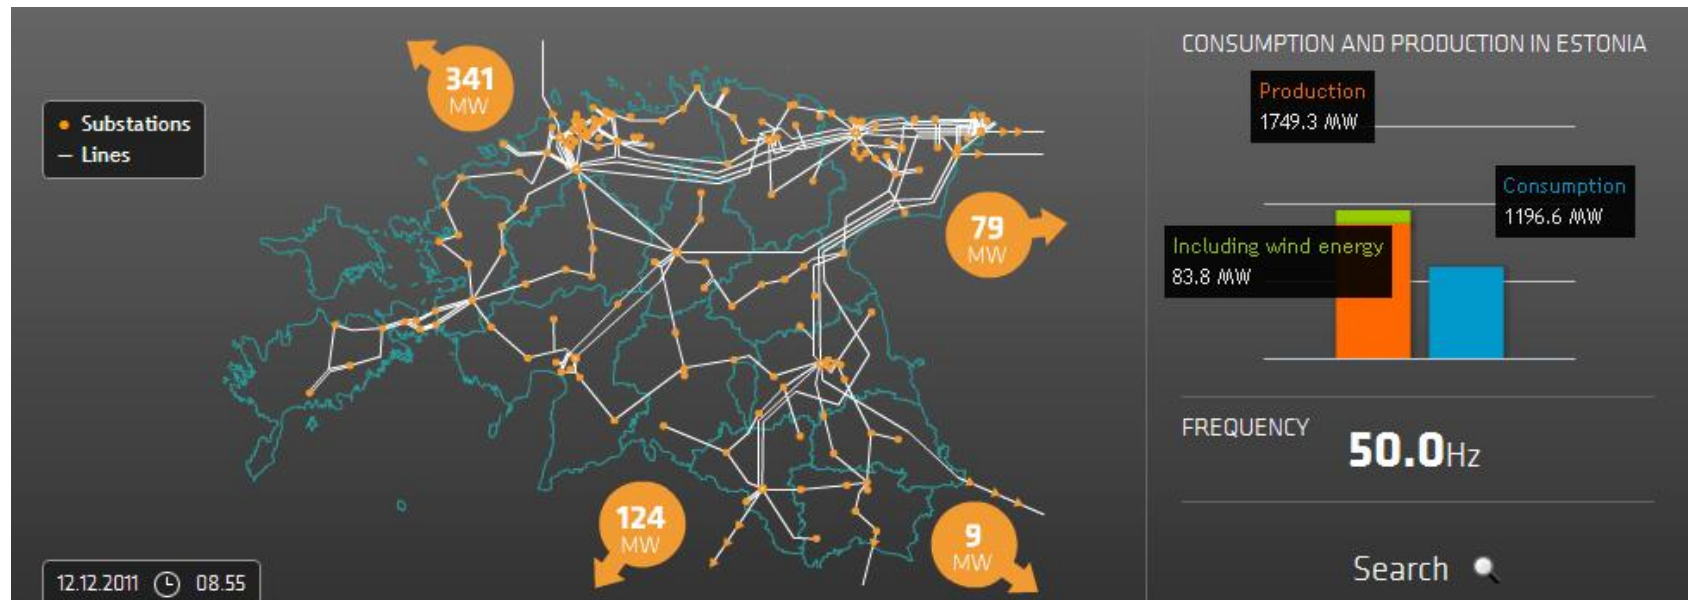 341
MW
Substations
Lines
79
MW
124
MW
9
MW
12.12.2011 08.55
CONSUMPTION AND PRODUCTION IN ESTONIA
Production
1749.3 MW
Consumption
1196.6 MW
Including wind energy
83.8 MW
FREQUENCY
50.0Hz
Search